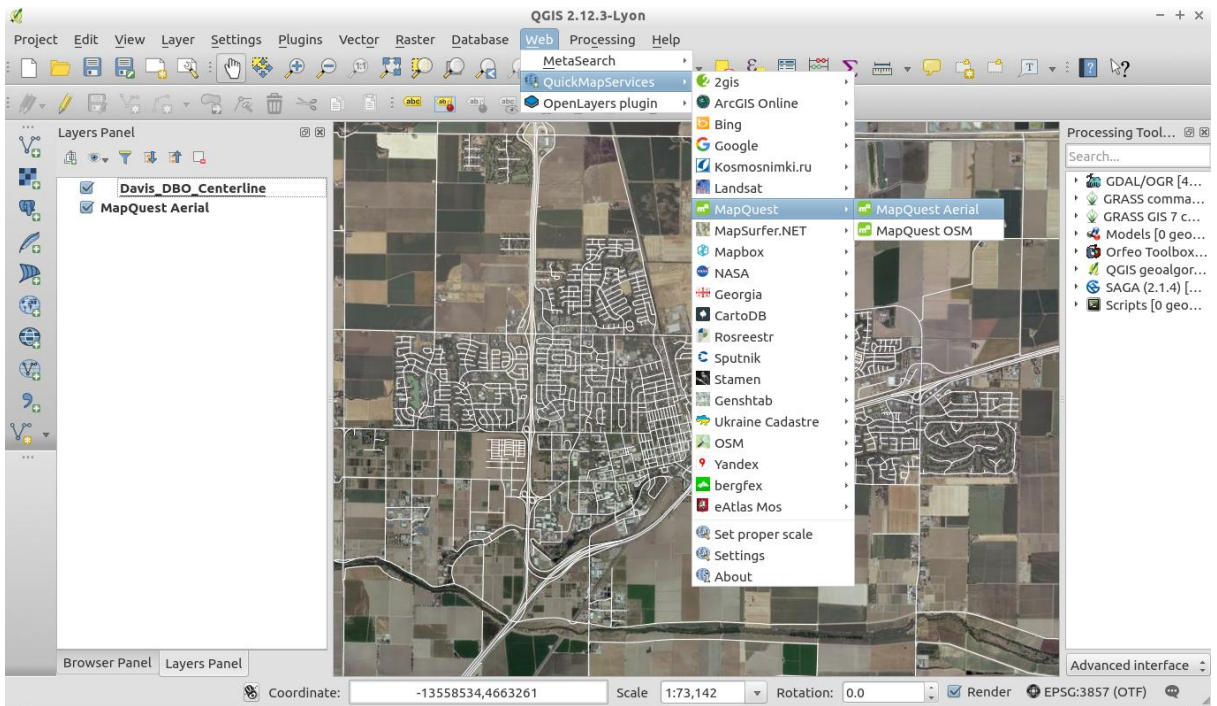 QGIS 2.12.3-Lyon
Project Edit View Layer Settings Plugins Vector Raster Database Web Processing Help
MetaSearch
QuickMapServices
OpenLayers plugin
2gis
ArcGIS Online
Bing
Google
Kosmosnimki.ru
Landsat
MapQuest
MapSurfer.NET
Mapbox
NASA
Georgia
CartoDB
Rosreestr
Sputnik
Stamen
Genshtab
Ukraine Cadastre
OSM
Yandex
bergfex
eAtlas Mos
Set proper scale
Settings
About
MapQuest Aerial
MapQuest OSM
Layers Panel
Davis_DBO_Centerline
MapQuest Aerial
Processing Tool...
Search...
GDAL/OGR [4...
GRASS comma...
GRASS GIS 7 c...
Models [0 geo...
Orfeo Toolbox...
QGIS geoalgor...
SAGA (2.1.4) [...
Scripts [0 geo...
Browser Panel Layers Panel
Advanced interface
Coordinate: -13558534,4663261 Scale 1:73,142 Rotation: 0.0 Render EPSG:3857 (OTF)